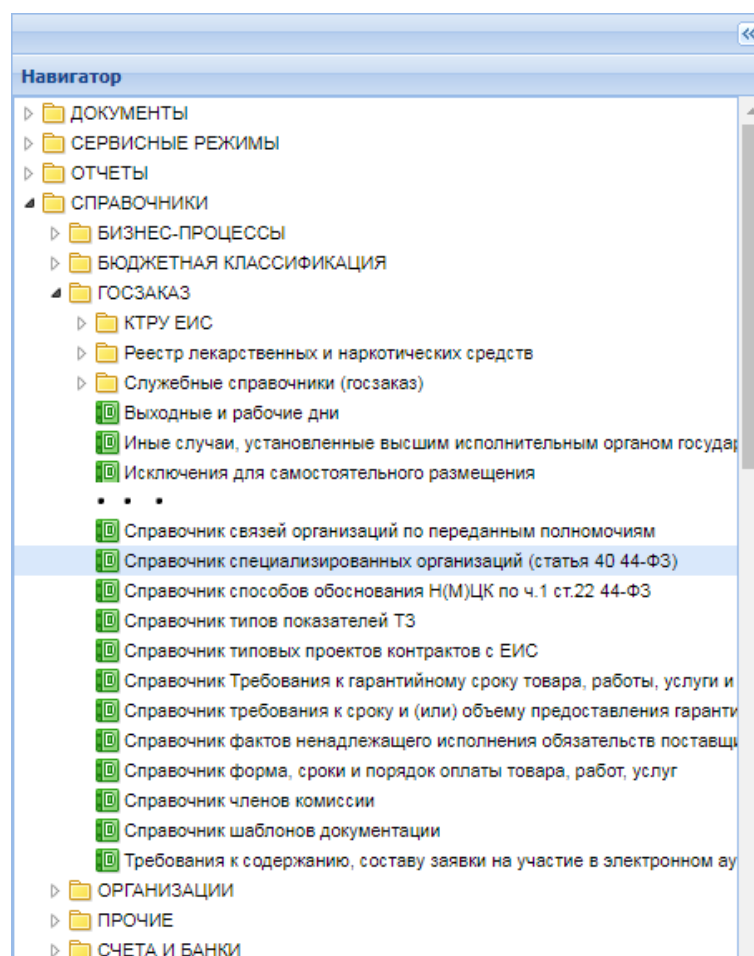 Навигатор
ДОКУМЕНТЫ
СЕРВИСНЫЕ РЕЖИМЫ
ОТЧЕТЫ
СПРАВОЧНИКИ
БИЗНЕС-ПРОЦЕССЫ
БЮДЖЕТНАЯ КЛАССИФИКАЦИЯ
ГОСЗАКАЗ
КТРУ ЕИС
Реестр лекарственных и наркотических средств
Служебные справочники (госзаказ)
Выходные и рабочие дни
Иные случаи, установленные высшим исполнительным органом государ
Исключения для самостоятельного размещения
• • •
Справочник связей организаций по переданным полномочиям
Справочник специализированных организаций (статья 40 44-ФЗ)
Справочник способов обоснования Н(М)ЦК по ч.1 ст.22 44-ФЗ
Справочник типов показателей ТЗ
Справочник типовых проектов контрактов с ЕИС
Справочник Требования к гарантийному сроку товара, работы, услуги и
Справочник требования к сроку и (или) объему предоставления гаранти
Справочник фактов ненадлежащего исполнения обязательств поставщи
Справочник форма, сроки и порядок оплаты товара, работ, услуг
Справочник членов комиссии
Справочник шаблонов документации
Требования к содержанию, составу заявки на участие в электронном ау
ОРГАНИЗАЦИИ
ПРОЧИЕ
СЧЕТА И БАНКИ